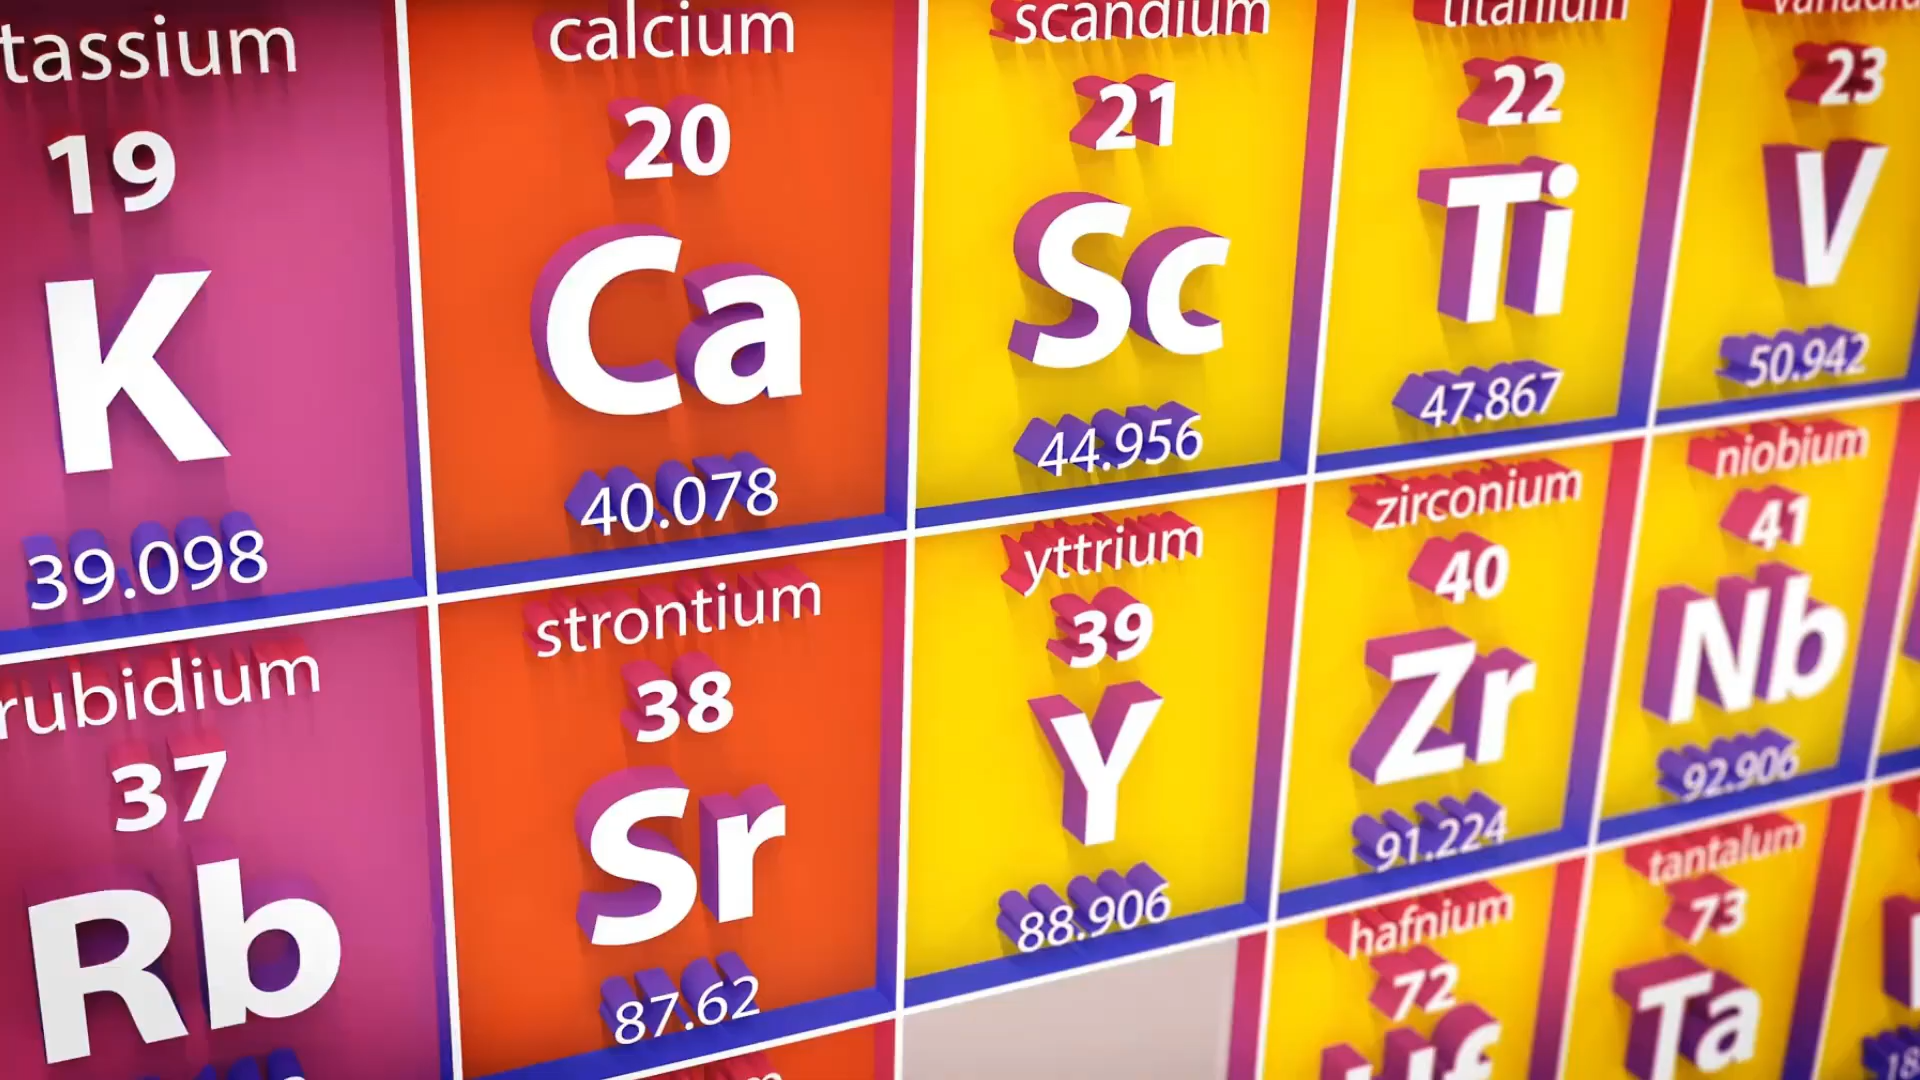 tassium
19
K
39.098
calcium
20
Ca
40.078
scandium
21
Sc
44.956
titanium
22
Ti
47.867
23
V
50.942
rubidium
37
Rb
strontium
38
Sr
87.62
yttrium
39
Y
88.906
zirconium
40
Zr
91.224
niobium
41
Nb
92.906
hafnium
72
Hf
tantalum
73
Ta